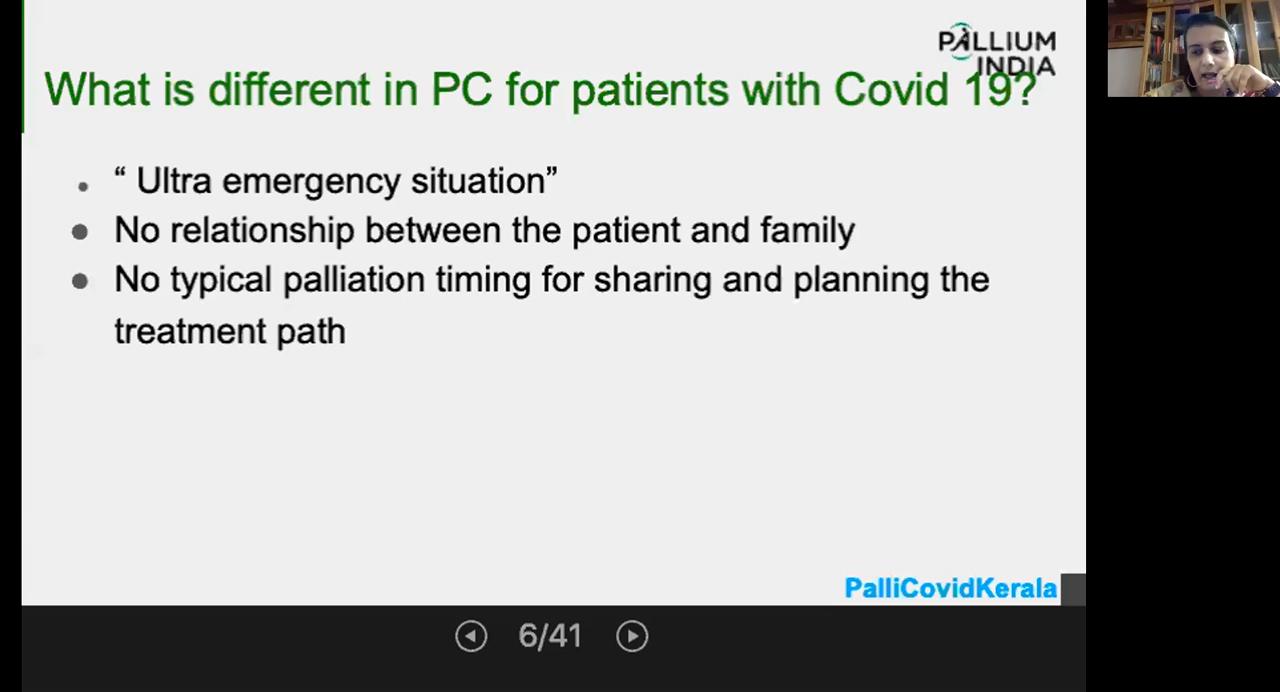 PALLIUM
INDIA
What is different in PC for patients with Covid 19?
“ Ultra emergency situation”
No relationship between the patient and family
No typical palliation timing for sharing and planning the
treatment path
PalliCovidKerala
6/41